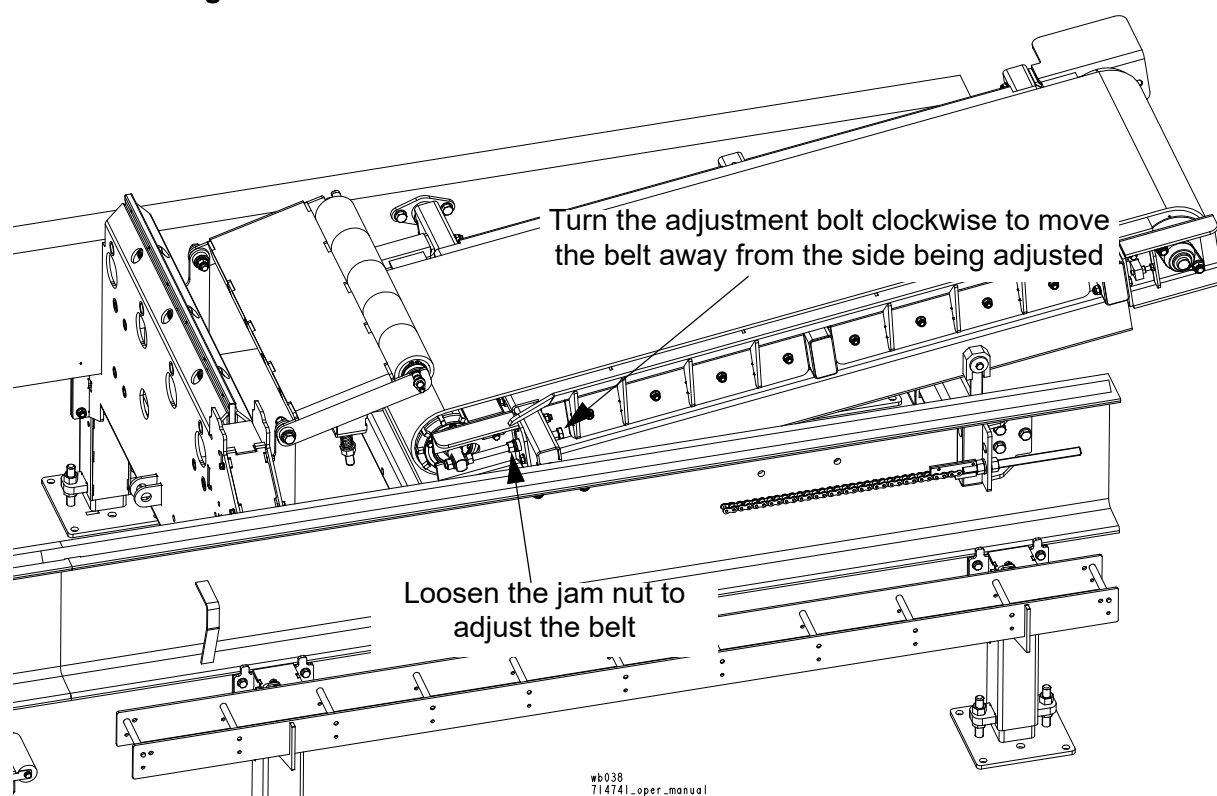 Turn the adjustment bolt clockwise to move
the belt away from the side being adjusted
Loosen the jam nut to
adjust the belt
wb038
714741_oper_manual